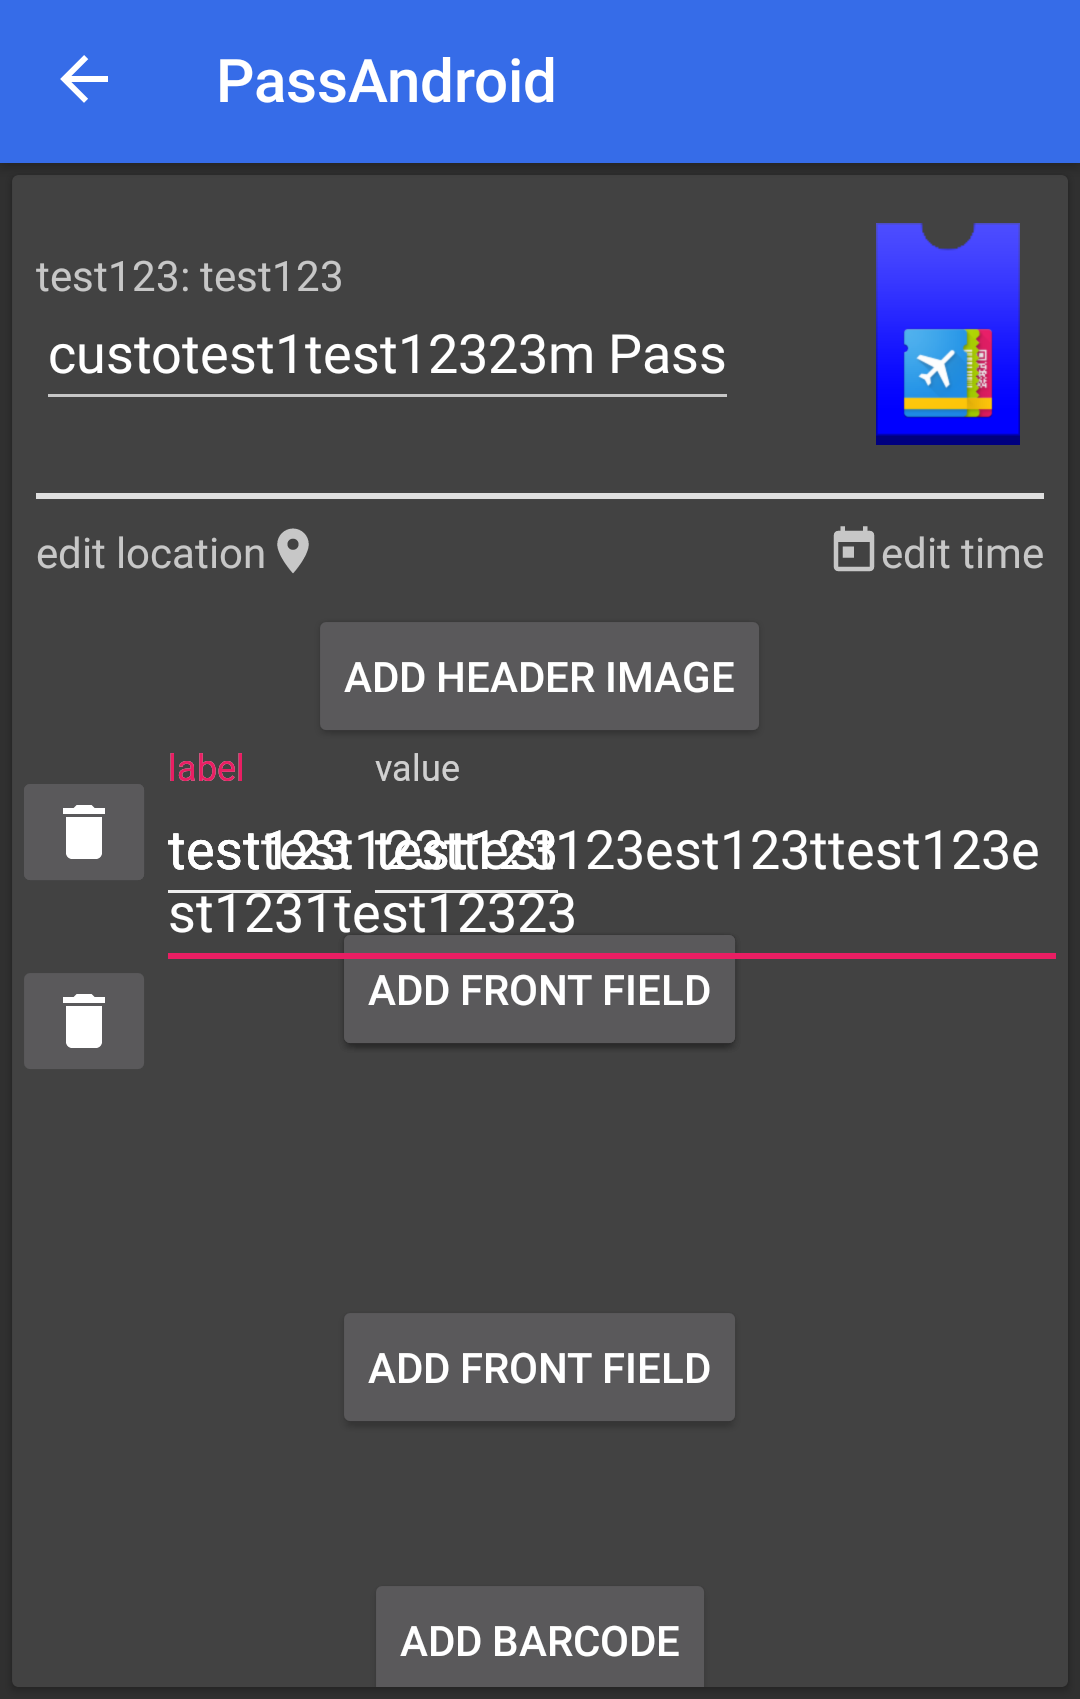 PassAndroid
test123: test123
custotest1test12323m Pass
edit location
edit time
ADD HEADER IMAGE
label
value
st1231test12323
ADD FRONT FIELD
ADD FRONT FIELD
ADD BARCODE